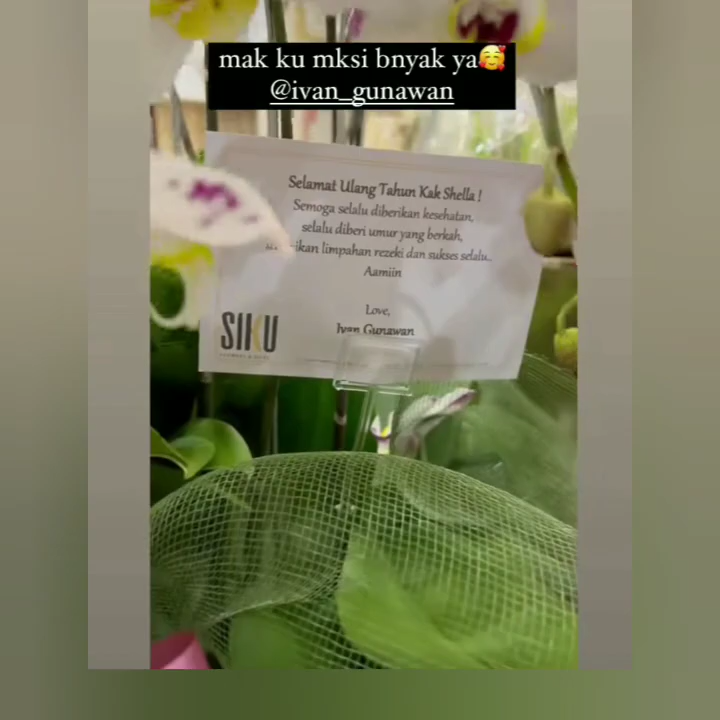 mak ku mksi bnyak ya🥰
@ivan_gunawan
Selamat Ulang Tahun Kak Shella !
Semoga selalu diberikan kesehatan,
selalu diberi umur yang berkah,
limpahan rezeki dan sukses selalu..
Aamiin
Love,
Ivan Gunawan
SIKU